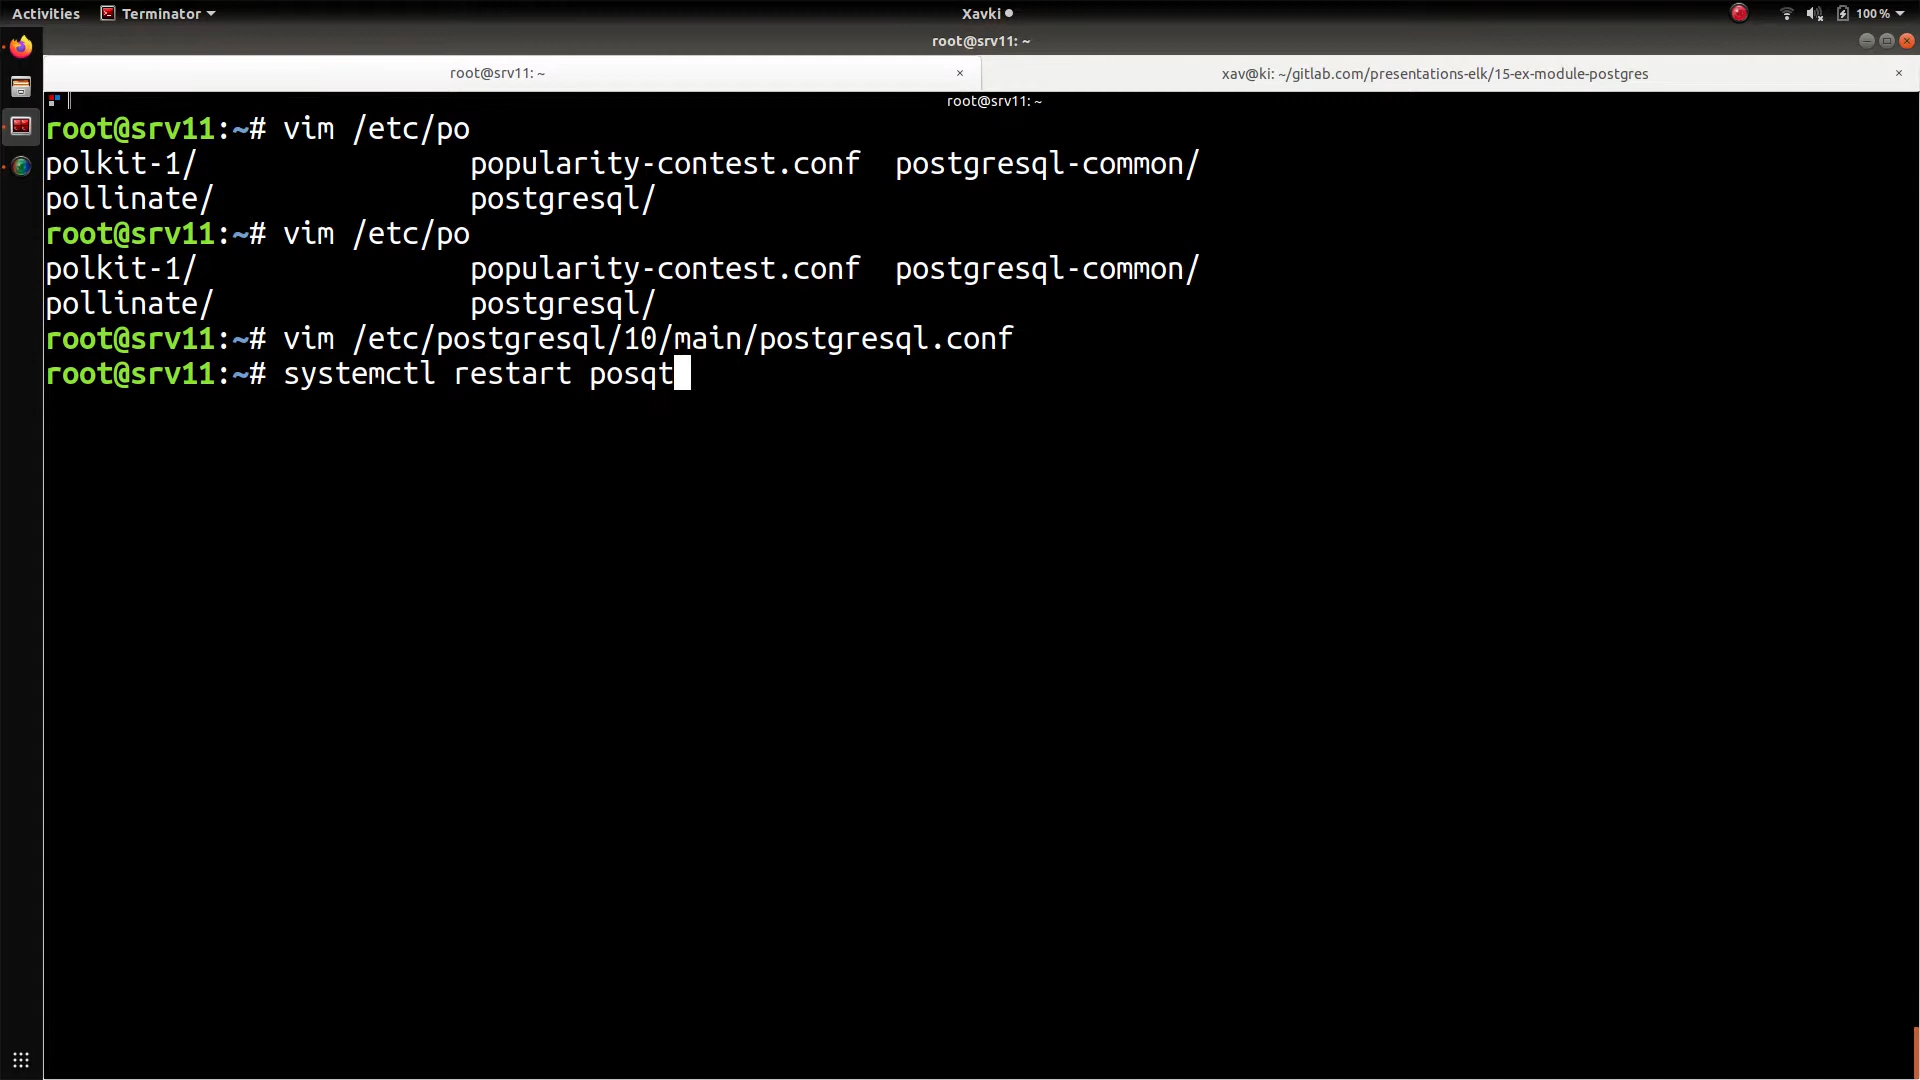 Activities Terminator Xavki 100 %
root@srv11: ~
root@srv11: ~ × xav@ki: ~/gitlab.com/presentations-elk/15-ex-module-postgres ×
root@srv11: ~
root@srv11:~# vim /etc/po
polkit-1/ popularity-contest.conf postgresql-common/
pollinate/ postgresql/
root@srv11:~# vim /etc/po
polkit-1/ popularity-contest.conf postgresql-common/
pollinate/ postgresql/
root@srv11:~# vim /etc/postgresql/10/main/postgresql.conf
root@srv11:~# systemctl restart posqt